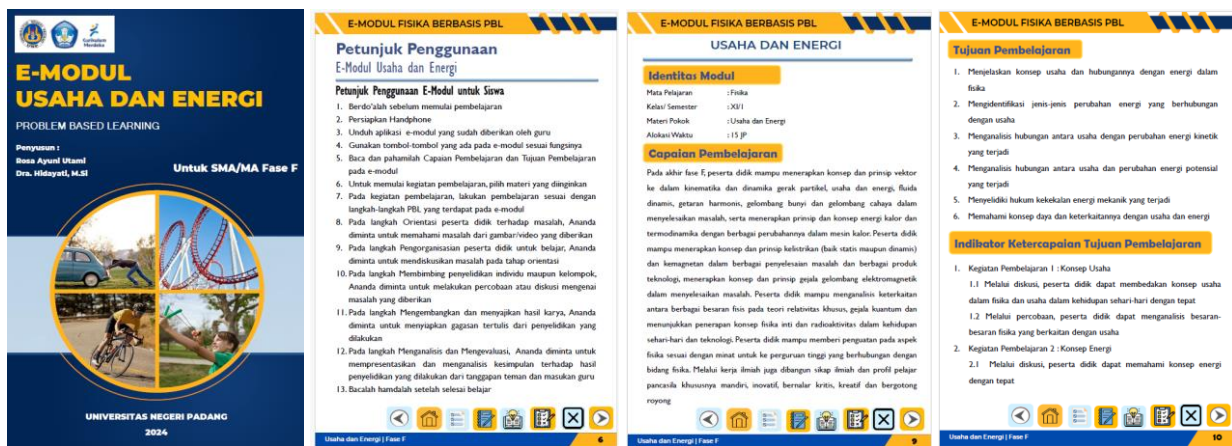 Kurikulum
Merdeka
E-MODUL
USAHA DAN ENERGI
PROBLEM BASED LEARNING
Penyusun :
Rosa Ayuni Utami
Dra. Hidayati, M.Si
Untuk SMA/MA Fase F
UNIVERSITAS NEGERI PADANG
2024
E-MODUL FISIKA BERBASIS PBL
Petunjuk Penggunaan
E-Modul Usaha dan Energi
Petunjuk Penggunaan E-Modul untuk Siswa
1. Berdo'alah sebelum memulai pembelajaran
2. Persiapkan Handphone
3. Unduh aplikasi e-modul yang sudah diberikan oleh guru
4. Gunakan tombol-tombol yang ada pada e-modul sesuai fungsinya
5. Baca dan pahamilah Capaian Pembelajaran dan Tujuan Pembelajaran
pada e-modul
6. Untuk memulai kegiatan pembelajaran, pilih materi yang diinginkan
7. Pada kegiatan pembelajaran, lakukan pembelajaran sesuai dengan
langkah-langkah PBL yang terdapat pada e-modul
8. Pada langkah Orientasi peserta didik terhadap masalah, Ananda
diminta untuk memahami masalah dari gambar/video yang diberikan
9. Pada langkah Pengorganisasian peserta didik untuk belajar, Ananda
diminta untuk mendiskusikan masalah pada tahap orientasi
10. Pada langkah Membimbing penyelidikan individu maupun kelompok,
Ananda diminta untuk melakukan percobaan atau diskusi mengenai
masalah yang diberikan
11. Pada langkah Mengembangkan dan menyajikan hasil karya, Ananda
diminta untuk menyiapkan gagasan tertulis dari penyelidikan yang
dilakukan
12. Pada langkah Menganalisis dan Mengevaluasi, Ananda diminta untuk
mempresentasikan dan menganalisis kesimpulan terhadap hasil
penyelidikan yang dilakukan dari tanggapan teman dan masukan guru
13. Bacalah hamdalah setelah selesai belajar
Usaha dan Energi | Fase F
6
E-MODUL FISIKA BERBASIS PBL
USAHA DAN ENERGI
Identitas Modul
Mata Pelajaran : Fisika
Kelas/ Semester : XI/I
Materi Pokok : Usaha dan Energi
Alokasi Waktu : 15 JP
Capaian Pembelajaran
Pada akhir fase F, peserta didik mampu menerapkan konsep dan prinsip vektor
ke dalam kinematika dan dinamika gerak partikel, usaha dan energi, fluida
dinamis, getaran harmonis, gelombang bunyi dan gelombang cahaya dalam
menyelesaikan masalah, serta menerapkan prinsip dan konsep energi kalor dan
termodinamika dengan berbagai perubahannya dalam mesin kalor. Peserta didik
mampu menerapkan konsep dan prinsip kelistrikan (baik statis maupun dinamis)
dan kemagnetan dalam berbagai penyelesaian masalah dan berbagai produk
teknologi, menerapkan konsep dan prinsip gejala gelombang elektromagnetik
dalam menyelesaikan masalah. Peserta didik mampu menganalisis keterkaitan
antara berbagai besaran fisis pada teori relativitas khusus, gejala kuantum dan
menunjukkan penerapan konsep fisika inti dan radioaktivitas dalam kehidupan
sehari-hari dan teknologi. Peserta didik mampu memberi penguatan pada aspek
fisika sesuai dengan minat untuk ke perguruan tinggi yang berhubungan dengan
bidang fisika. Melalui kerja ilmiah juga dibangun sikap ilmiah dan profil pelajar
pancasila khususnya mandiri, inovatif, bernalar kritis, kreatif dan bergotong
royong
Usaha dan Energi | Fase F
9
E-MODUL FISIKA BERBASIS PBL
Tujuan Pembelajaran
1. Menjelaskan konsep usaha dan hubungannya dengan energi dalam
fisika
2. Mengidentifikasi jenis-jenis perubahan energi yang berhubungan
dengan usaha
3. Menganalisis hubungan antara usaha dengan perubahan energi kinetik
yang terjadi
4. Menganalisis hubungan antara usaha dan perubahan energi potensial
yang terjadi
5. Menyelidiki hukum kekekalan energi mekanik yang terjadi
6. Memahami konsep daya dan keterkaitannya dengan usaha dan energi
Indikator Ketercapaian Tujuan Pembelajaran
1. Kegiatan Pembelajaran 1 : Konsep Usaha
1.1 Melalui diskusi, peserta didik dapat membedakan konsep usaha
dalam fisika dan usaha dalam kehidupan sehari-hari dengan tepat
1.2 Melalui percobaan, peserta didik dapat menganalisis besaran-
besaran fisika yang berkaitan dengan usaha
2. Kegiatan Pembelajaran 2 : Konsep Energi
2.1 Melalui diskusi, peserta didik dapat memahami konsep energi
dengan tepat
Usaha dan Energi | Fase F
10